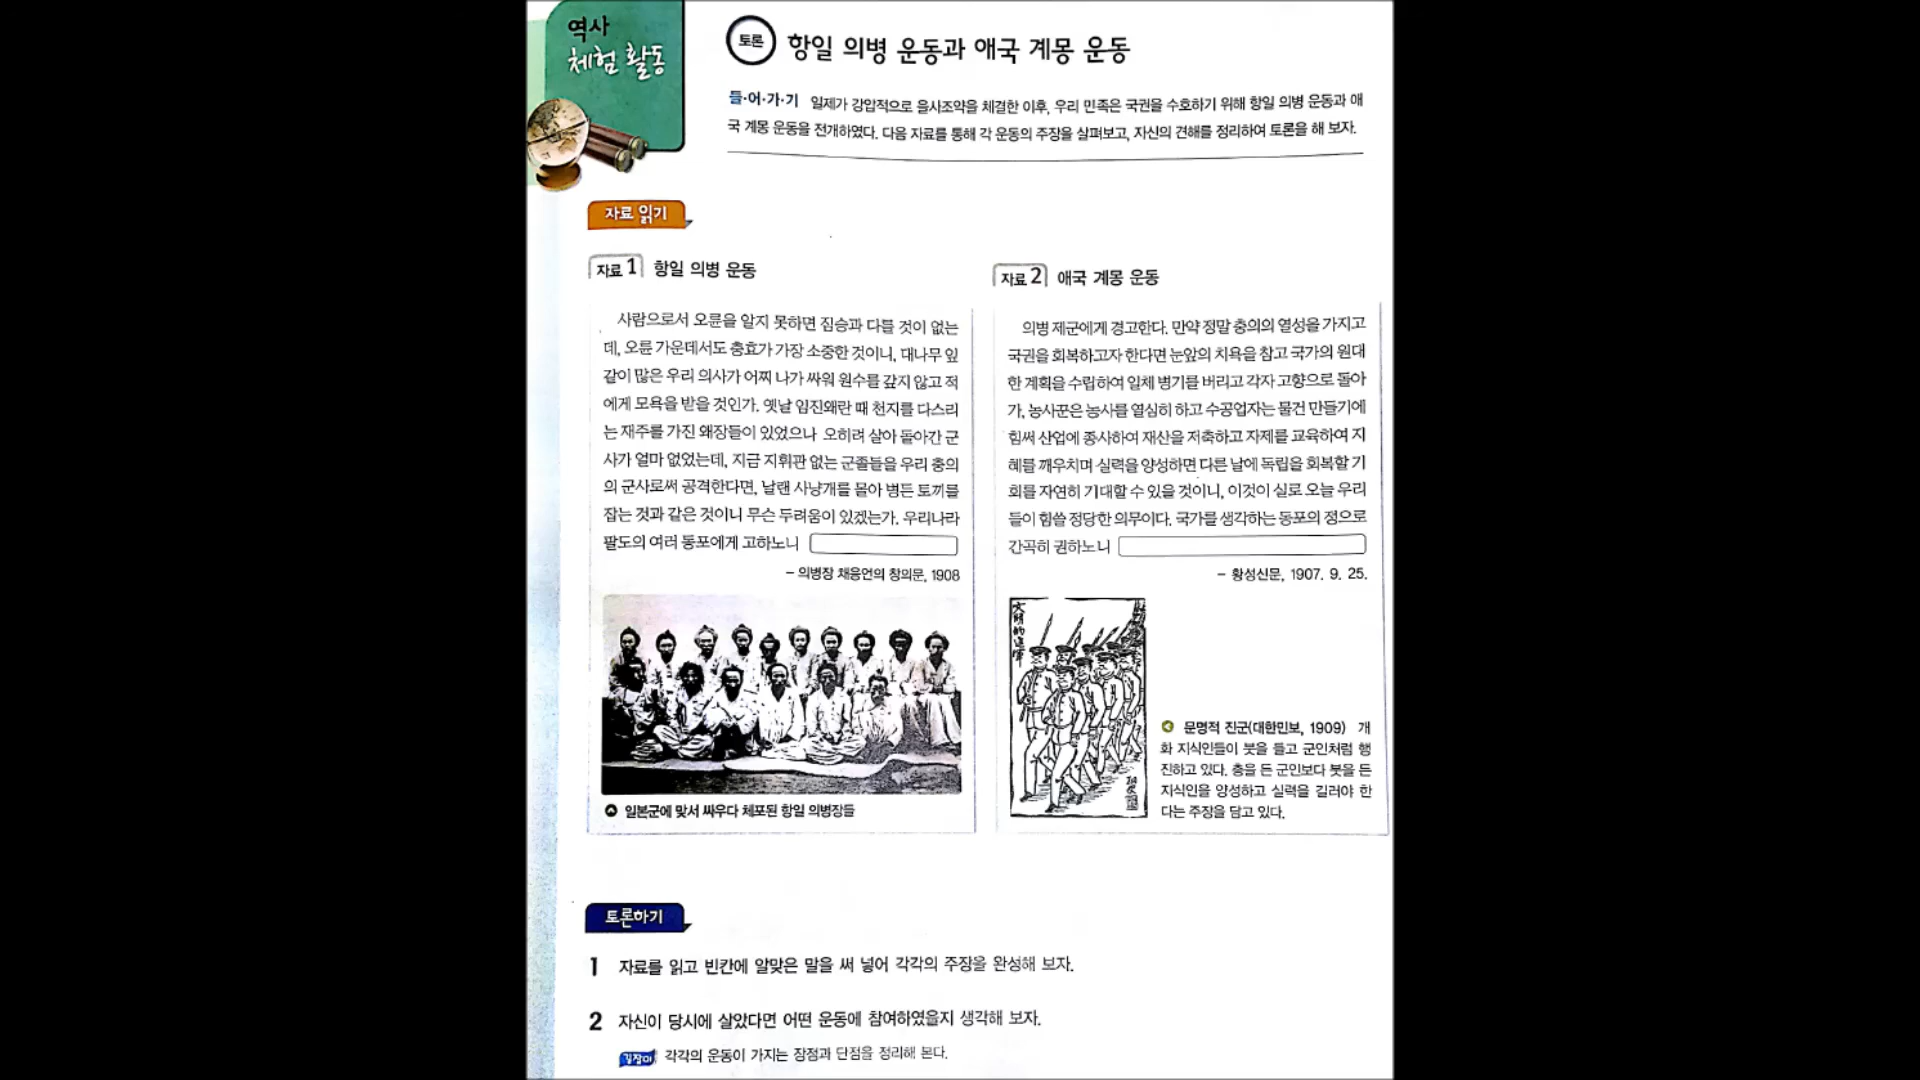 역사
체험 활동
토론 항일 의병 운동과 애국 계몽 운동
들·어·가·기 일제가 강압적으로 을사조약을 체결한 이후, 우리 민족은 국권을 수호하기 위해 항일 의병 운동과 애
국 계몽 운동을 전개하였다. 다음 자료를 통해 각 운동의 주장을 살펴보고, 자신의 견해를 정리하여 토론을 해 보자.
자료 읽기
자료 1 항일 의병 운동
사람으로서 오륜을 알지 못하면 짐승과 다를 것이 없는
데, 오륜 가운데서도 충효가 가장 소중한 것이니, 대나무 잎
같이 많은 우리 의사가 어찌 나가 싸워 원수를 갚지 않고 적
에게 모욕을 받을 것인가. 옛날 임진왜란 때 천지를 다스리
는 재주를 가진 왜장들이 있었으나 오히려 살아 돌아간 군
사가 얼마 없었는데, 지금 지휘관 없는 군졸들을 우리 충의
의 군사로써 공격한다면, 날랜 사냥개를 몰아 병든 토끼를
잡는 것과 같은 것이니 무슨 두려움이 있겠는가. 우리나라
팔도의 여러 동포에게 고하노니
– 의병장 채응언의 창의문, 1908
일본군에 맞서 싸우다 체포된 항일 의병장들
자료 2 애국 계몽 운동
의병 제군에게 경고한다. 만약 정말 충의의 열성을 가지고
국권을 회복하고자 한다면 눈앞의 치욕을 참고 국가의 원대
한 계획을 수립하여 일체 병기를 버리고 각자 고향으로 돌아
가, 농사꾼은 농사를 열심히 하고 수공업자는 물건 만들기에
힘써 산업에 종사하여 재산을 저축하고 자제를 교육하여 지
혜를 깨우치며 실력을 양성하면 다른 날에 독립을 회복할 기
회를 자연히 기대할 수 있을 것이니, 이것이 실로 오늘 우리
들이 힘쓸 정당한 의무이다. 국가를 생각하는 동포의 정으로
간곡히 권하노니
– 황성신문, 1907. 9. 25.
文明的進軍
문명적 진군(대한민보, 1909) 개
화 지식인들이 붓을 들고 군인처럼 행
진하고 있다. 총을 든 군인보다 붓을 든
지식인을 양성하고 실력을 길러야 한
다는 주장을 담고 있다.
토론하기
1 자료를 읽고 빈칸에 알맞은 말을 써 넣어 각각의 주장을 완성해 보자.
2 자신이 당시에 살았다면 어떤 운동에 참여하였을지 생각해 보자.
길잡이 각각의 운동이 가지는 장점과 단점을 정리해 본다.